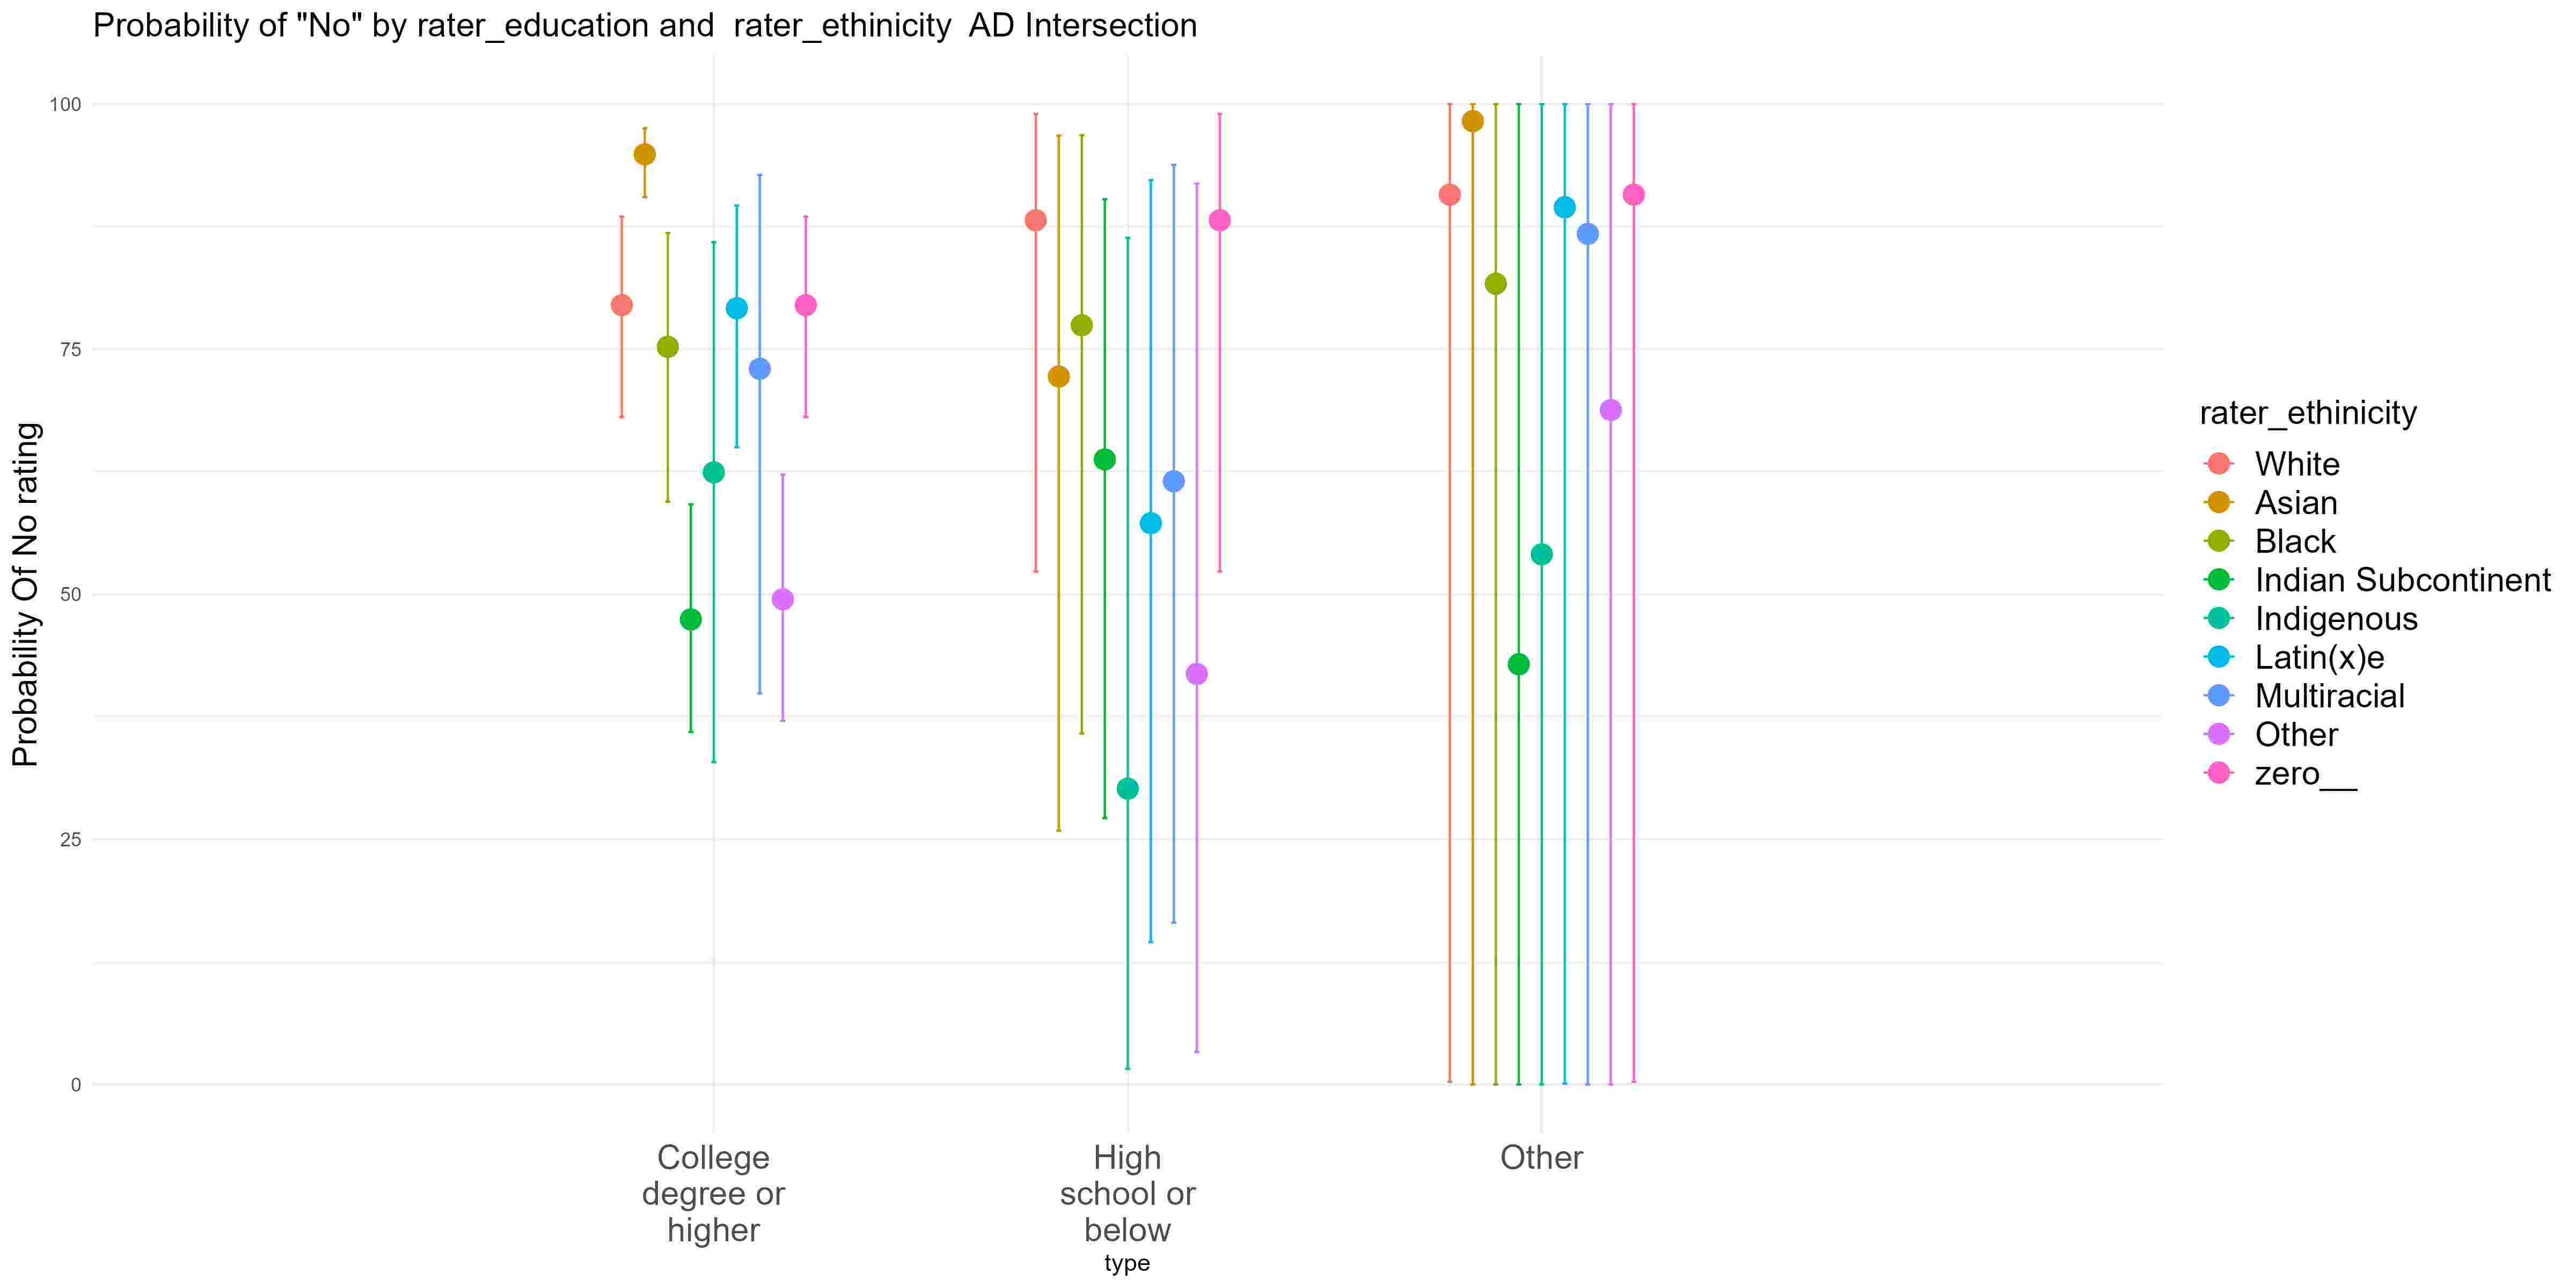 Probability of "No" by rater_education and  rater_ethinicity  AD Intersection
Probability Of No rating
100
75
50
25
0
College
degree or
higher
High
school or
below
Other
type
rater_ethinicity
White
Asian
Black
Indian Subcontinent
Indigenous
Latin(x)e
Multiracial
Other
zero__